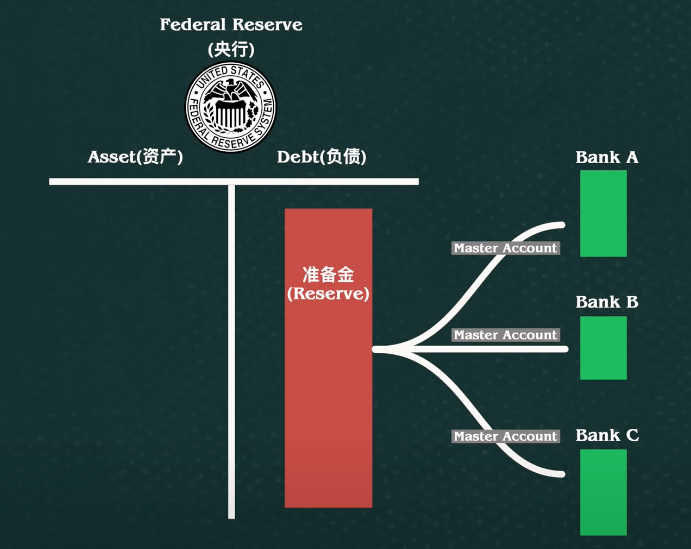 Federal Reserve
(央行)
UNITED STATES
FEDERAL RESERVE SYSTEM
Asset(资产)
Debt(负债)
Bank A
Master Account
准备金
(Reserve)
Bank B
Master Account
Bank C
Master Account